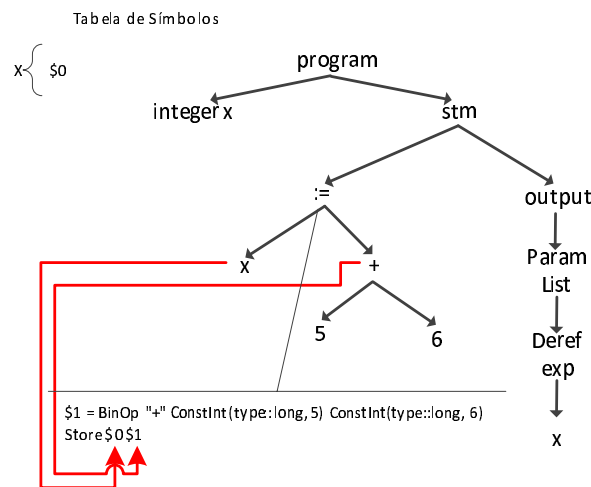 Tabela de Símbolos
x $0
program
integer x stm
:= output
x + Param
List
5 6 Deref
exp
x
$1 = BinOp "+" ConstInt(type::long, 5) ConstInt(type::long, 6)
Store $0 $1